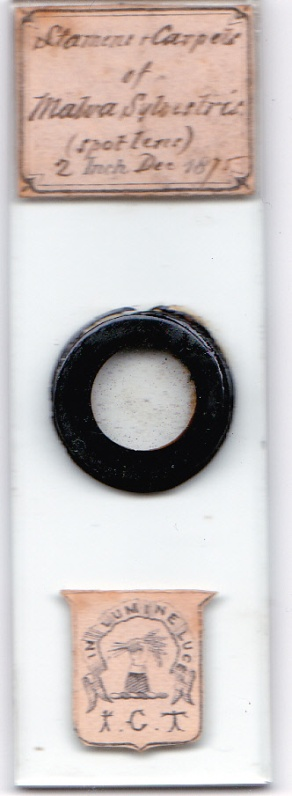 Stamens & Carpels
of
Malva Sylvestris
(spot lens)
2 Inch Dec 1875
IN LUMINE LUCE
I.C.T